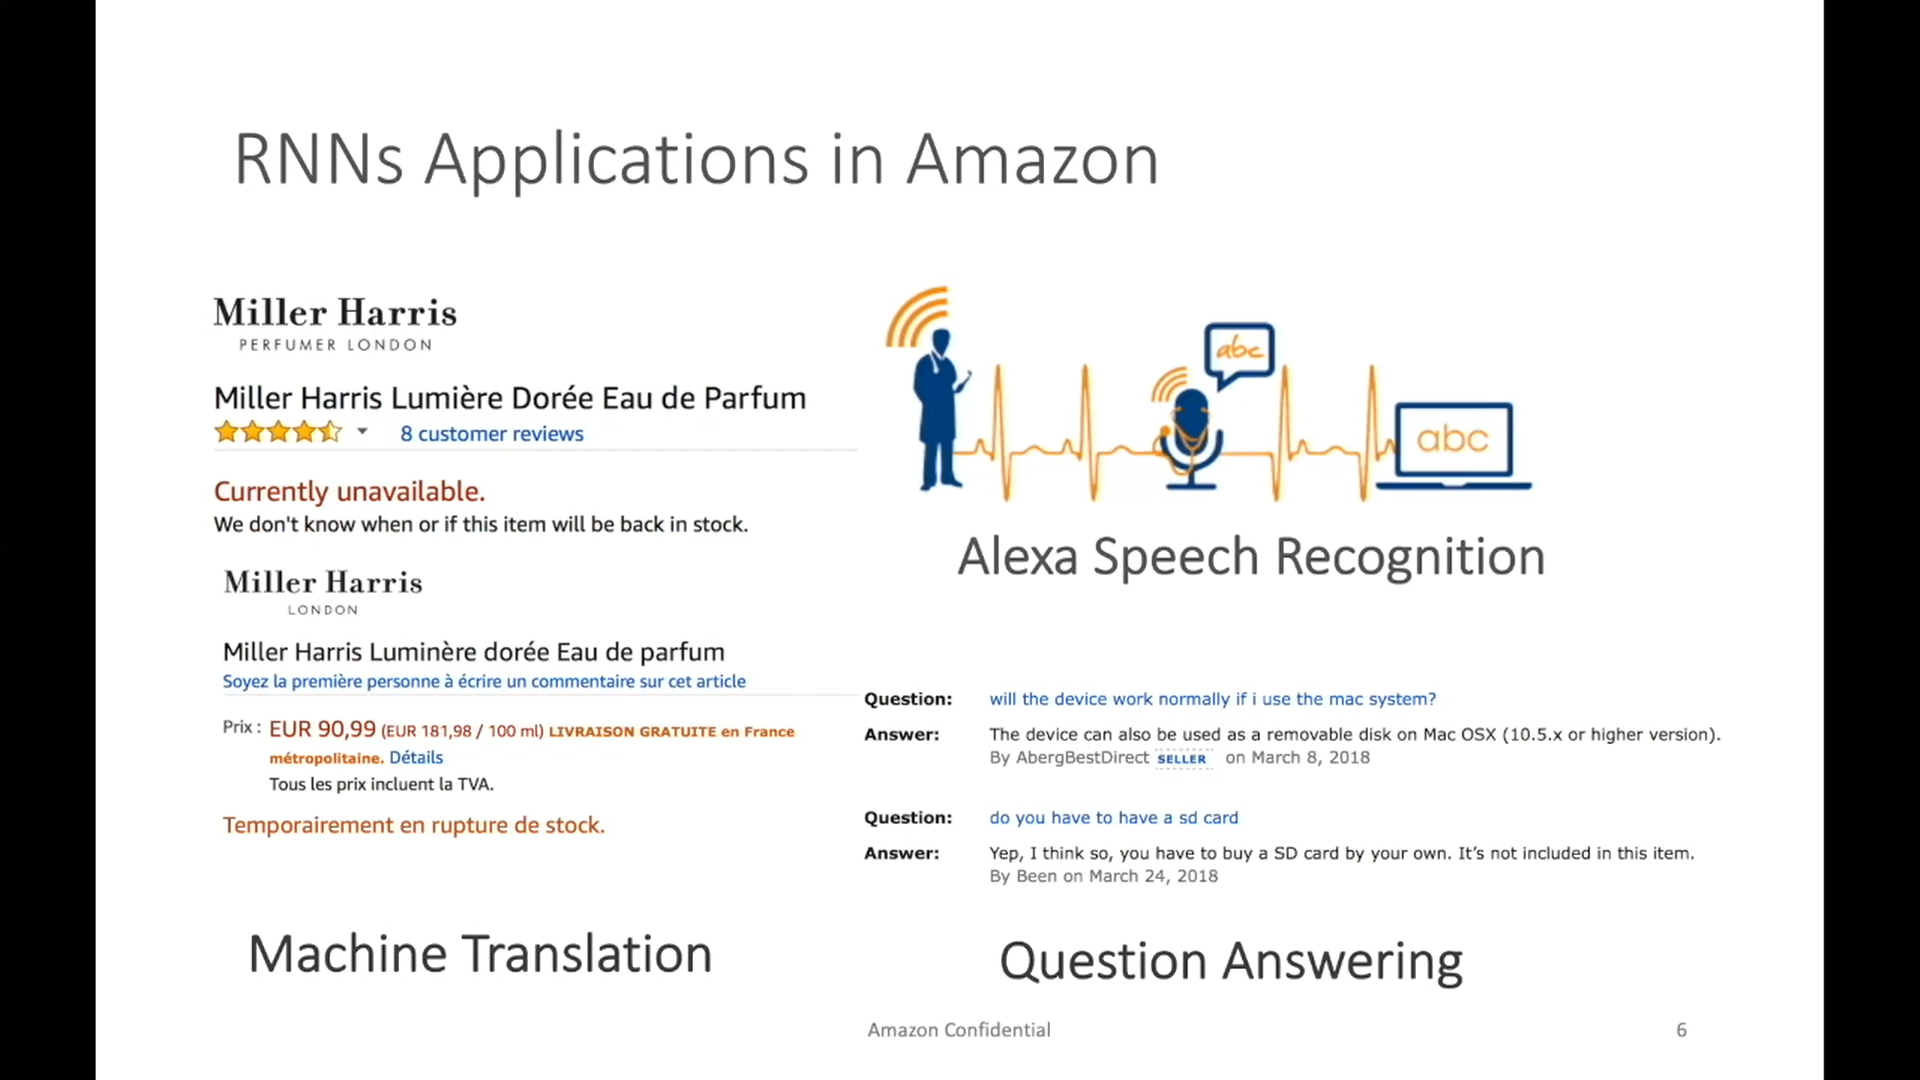 RNNs Applications in Amazon
Miller Harris
PERFUMER LONDON
Miller Harris Lumière Dorée Eau de Parfum
8 customer reviews
Currently unavailable.
We don't know when or if this item will be back in stock.
Miller Harris
LONDON
Miller Harris Luminère dorée Eau de parfum
Soyez la première personne à écrire un commentaire sur cet article
Prix : EUR 90,99 (EUR 181,98 / 100 ml) LIVRAISON GRATUITE en France
métropolitaine. Détails
Tous les prix incluent la TVA.
Temporairement en rupture de stock.
Machine Translation
abc
abc
Alexa Speech Recognition
Question: will the device work normally if i use the mac system?
Answer: The device can also be used as a removable disk on Mac OSX (10.5.x or higher version).
By AbergBestDirect SELLER on March 8, 2018
Question: do you have to have a sd card
Answer: Yep, I think so, you have to buy a SD card by your own. It’s not included in this item.
By Been on March 24, 2018
Question Answering
Amazon Confidential
6